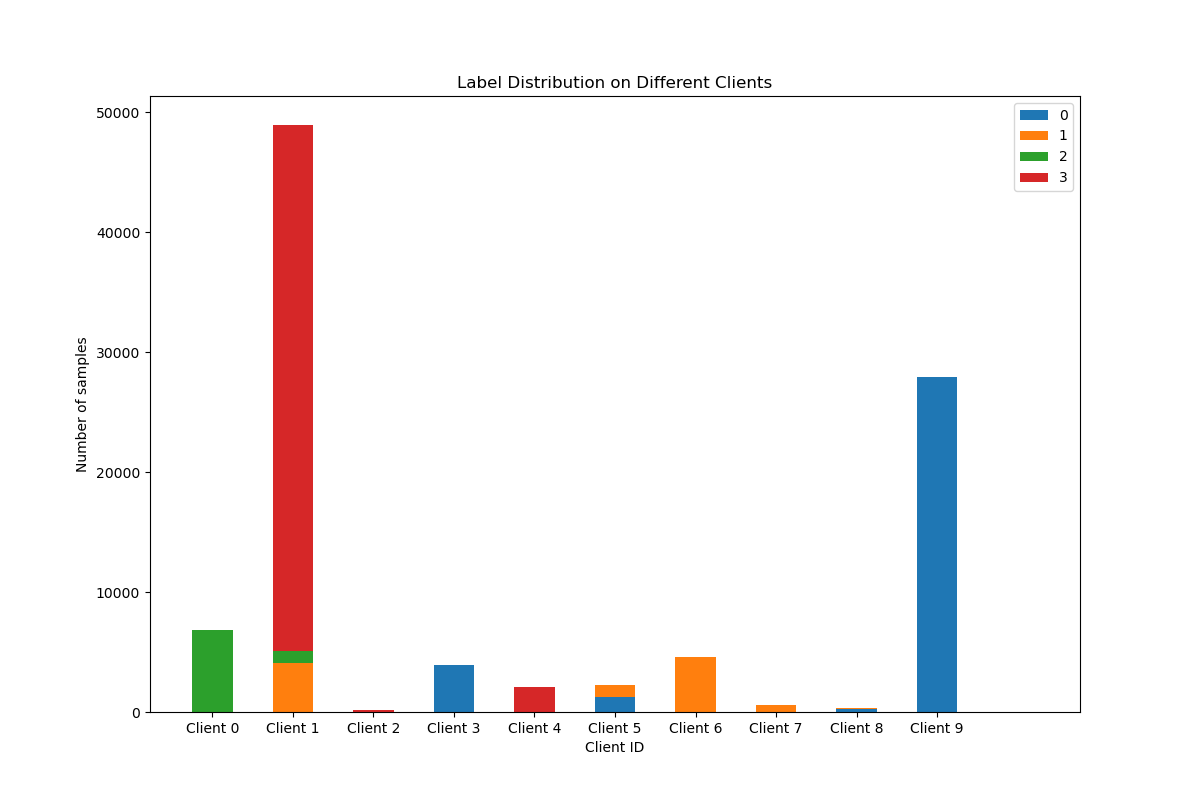 Label Distribution on Different Clients
50000
40000
30000
20000
10000
0
Number of samples
0
1
2
3
Client 0 Client 1 Client 2 Client 3 Client 4 Client 5 Client 6 Client 7 Client 8 Client 9
Client ID